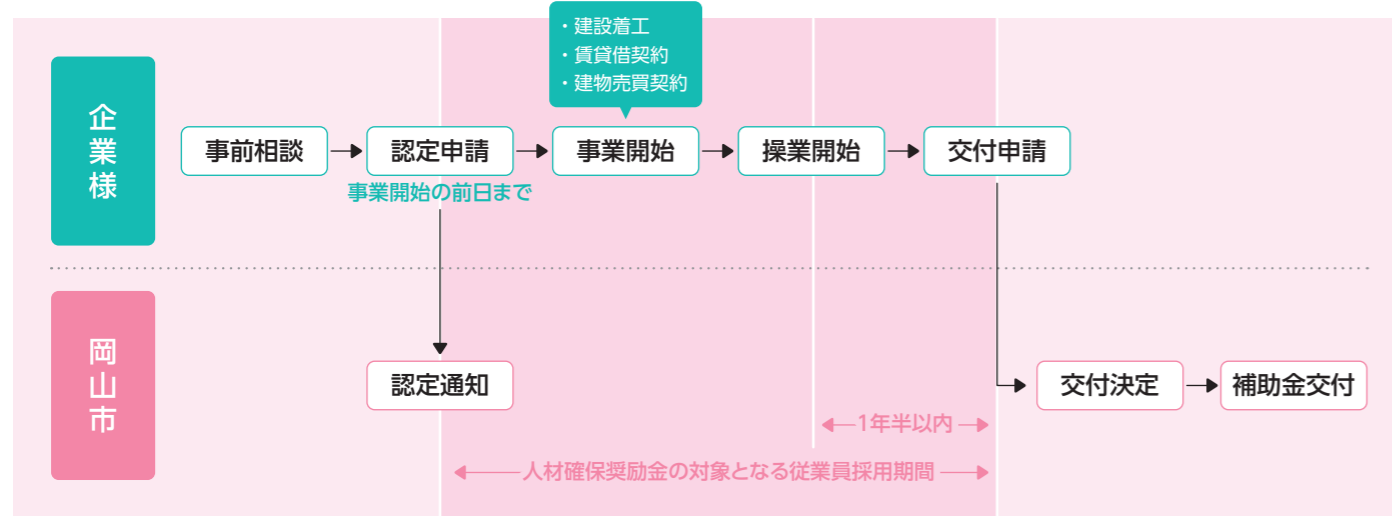 ・建設着工
・賃貸借契約
・建物売買契約
企業様
事前相談
認定申請
事業開始
操業開始
交付申請
事業開始の前日まで
岡山市
認定通知
交付決定
補助金交付
1年半以内
人材確保奨励金の対象となる従業員採用期間